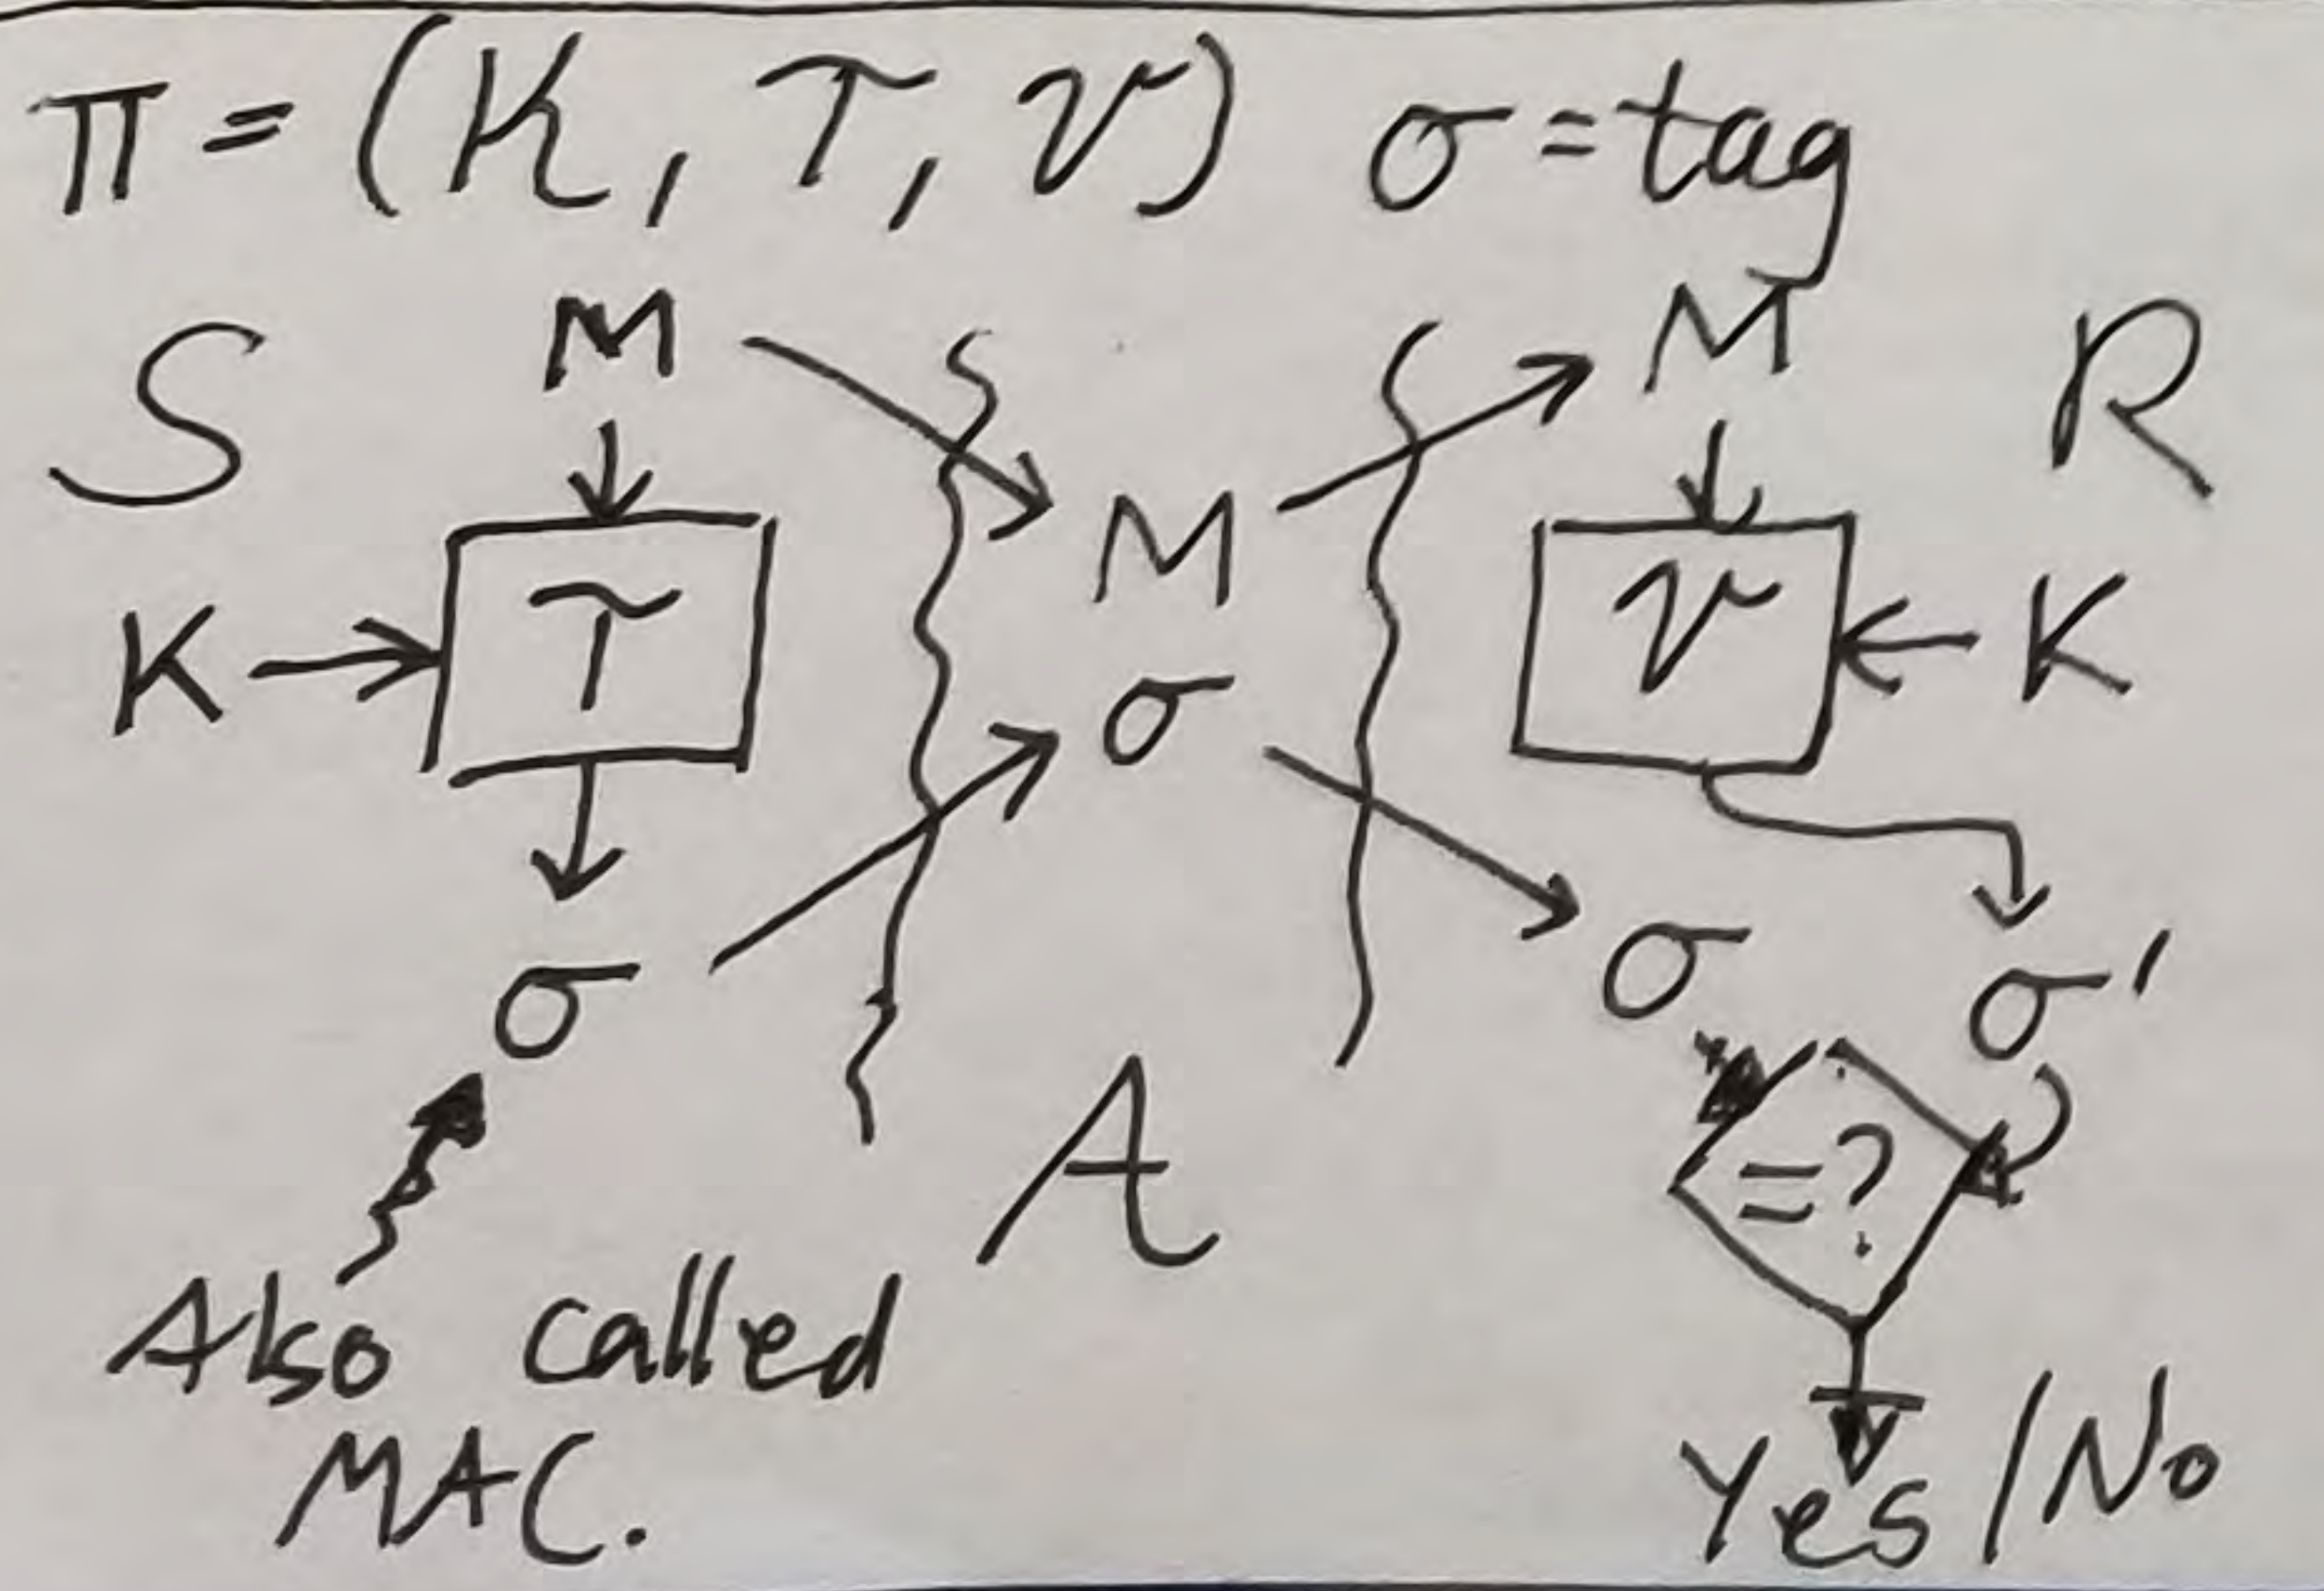 π = (K, T, V) σ = tag
S M M R
M
K T V K
σ
σ
σ σ'
A
=?
Also called
MAC.
Yes / No